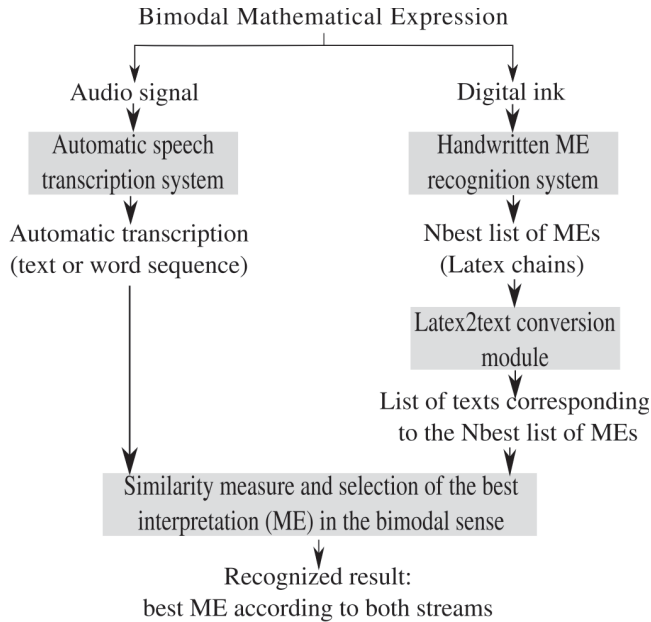 Bimodal Mathematical Expression
Audio signal
Digital ink
Automatic speech
transcription system
Handwritten ME
recognition system
Automatic transcription
(text or word sequence)
Nbest list of MEs
(Latex chains)
Latex2text conversion
module
List of texts corresponding
to the Nbest list of MEs
Similarity measure and selection of the best
interpretation (ME) in the bimodal sense
Recognized result:
best ME according to both streams